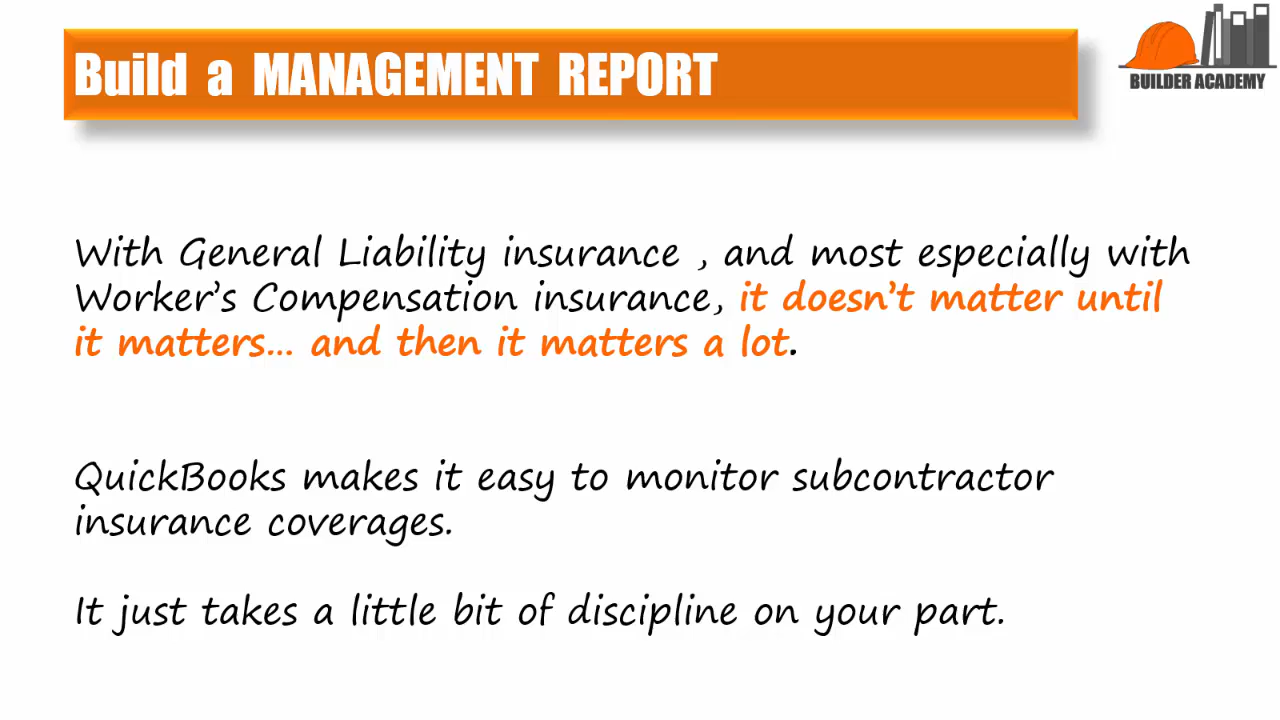 Build a MANAGEMENT REPORT
BUILDER ACADEMY
With General Liability insurance , and most especially with
Worker’s Compensation insurance, it doesn’t matter until
it matters... and then it matters a lot.
QuickBooks makes it easy to monitor subcontractor
insurance coverages.
It just takes a little bit of discipline on your part.